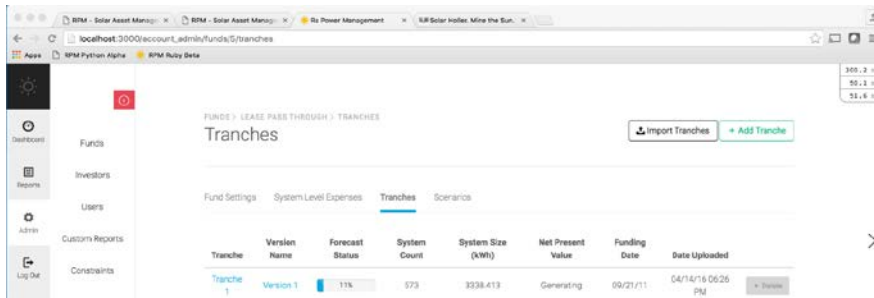 RPM - Solar Asset Manage
RPM - Solar Asset Manage
Re Power Management
Solar Holler. Mine the Sun.
localhost:3000/account_admin/funds/5/tranches
Apps
RPM Python Alpha
RPM Ruby Beta
300.2
50.1
51.6
Dashboard
Reports
Admin
Log Out
Funds
Investors
Users
Custom Reports
Constraints
FUNDS > LEASE PASS THROUGH > TRANCHES
Tranches
Import Tranches
+ Add Tranche
Fund Settings System Level Expenses Tranches Scenarios
Tranche Version Name Forecast Status System Count System Size (kWh) Net Present Value Funding Date Date Uploaded
Tranche 1 Version 1 11% 573 3338.413 Generating 09/21/11 04/14/16 06:26 PM Delete